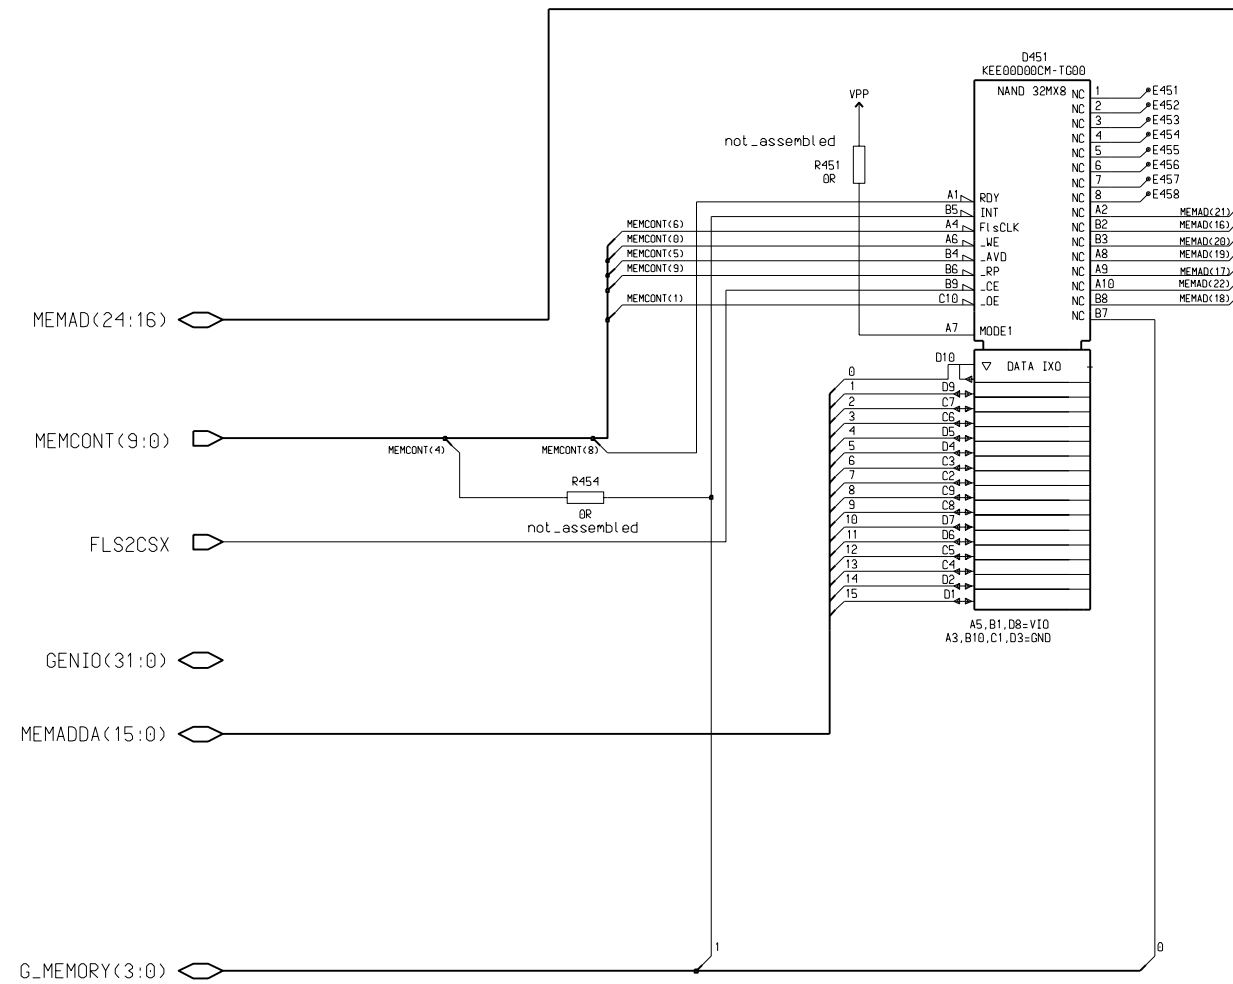 D451
KEE00D00CM-TG00
NAND 32MX8
NC 1 E451
NC 2 E452
NC 3 E453
NC 4 E454
NC 5 E455
NC 6 E456
NC 7 E457
NC 8 E458
VPP
not_assembled
R451
0R
A1 RDY NC A2 MEMAD(21)
B5 INT NC B2 MEMAD(16)
MEMCONT(6) A4 FlsCLK NC B3 MEMAD(20)
MEMCONT(0) A6 _WE NC A8 MEMAD(19)
MEMCONT(5) B4 _AVD NC A9 MEMAD(17)
MEMCONT(9) B6 _RP NC A10 MEMAD(22)
B9 _CE NC B8 MEMAD(18)
MEMCONT(1) C10 _OE NC B7
MEMAD(24:16)
A7 MODE1
D10 DATA IXO
0
1 D9
2 C7
3 C6
4 D5
5 D4
6 C3
7 C2
8 C9
9 C8
10 D7
11 D6
12 C5
13 C4
14 D2
15 D1
MEMCONT(9:0)
MEMCONT(4)
MEMCONT(8)
R454
0R
not_assembled
FLS2CSX
A5,B1,D8=VIO
A3,B10,C1,D3=GND
GENIO(31:0)
MEMADDA(15:0)
1
0
G_MEMORY(3:0)